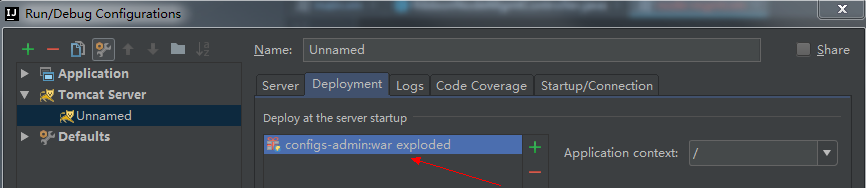 Run/Debug Configurations
Application
Tomcat Server
Unnamed
Defaults
Name: Unnamed Share
Server Deployment Logs Code Coverage Startup/Connection
Deploy at the server startup
configs-admin:war exploded
Application context: /